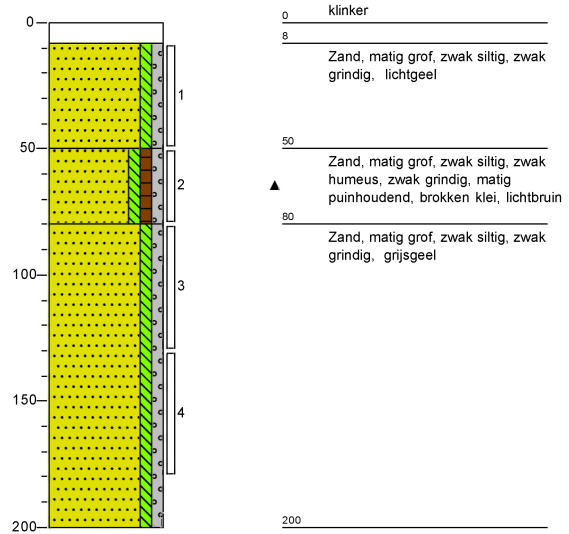 0
50
100
150
200
1
2
3
4
0
klinker
8
Zand, matig grof, zwak siltig, zwak
grindig, lichtgeel
50
Zand, matig grof, zwak siltig, zwak
humeus, zwak grindig, matig
puinhoudend, brokken klei, lichtbruin
80
Zand, matig grof, zwak siltig, zwak
grindig, grijsgeel
200